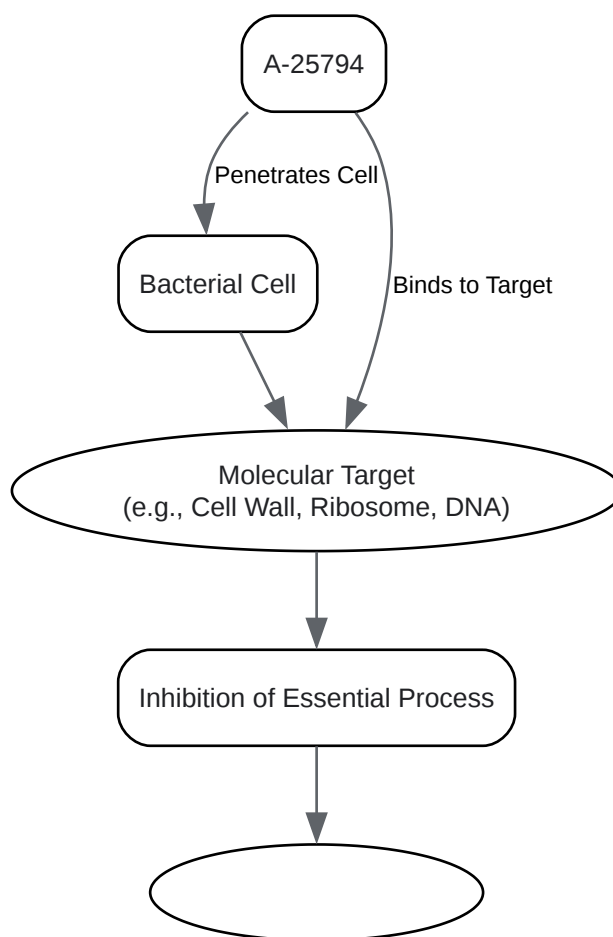 A-25794
Penetrates Cell
Bacterial Cell
Binds to Target
Molecular Target
(e.g., Cell Wall, Ribosome, DNA)
Inhibition of Essential Process